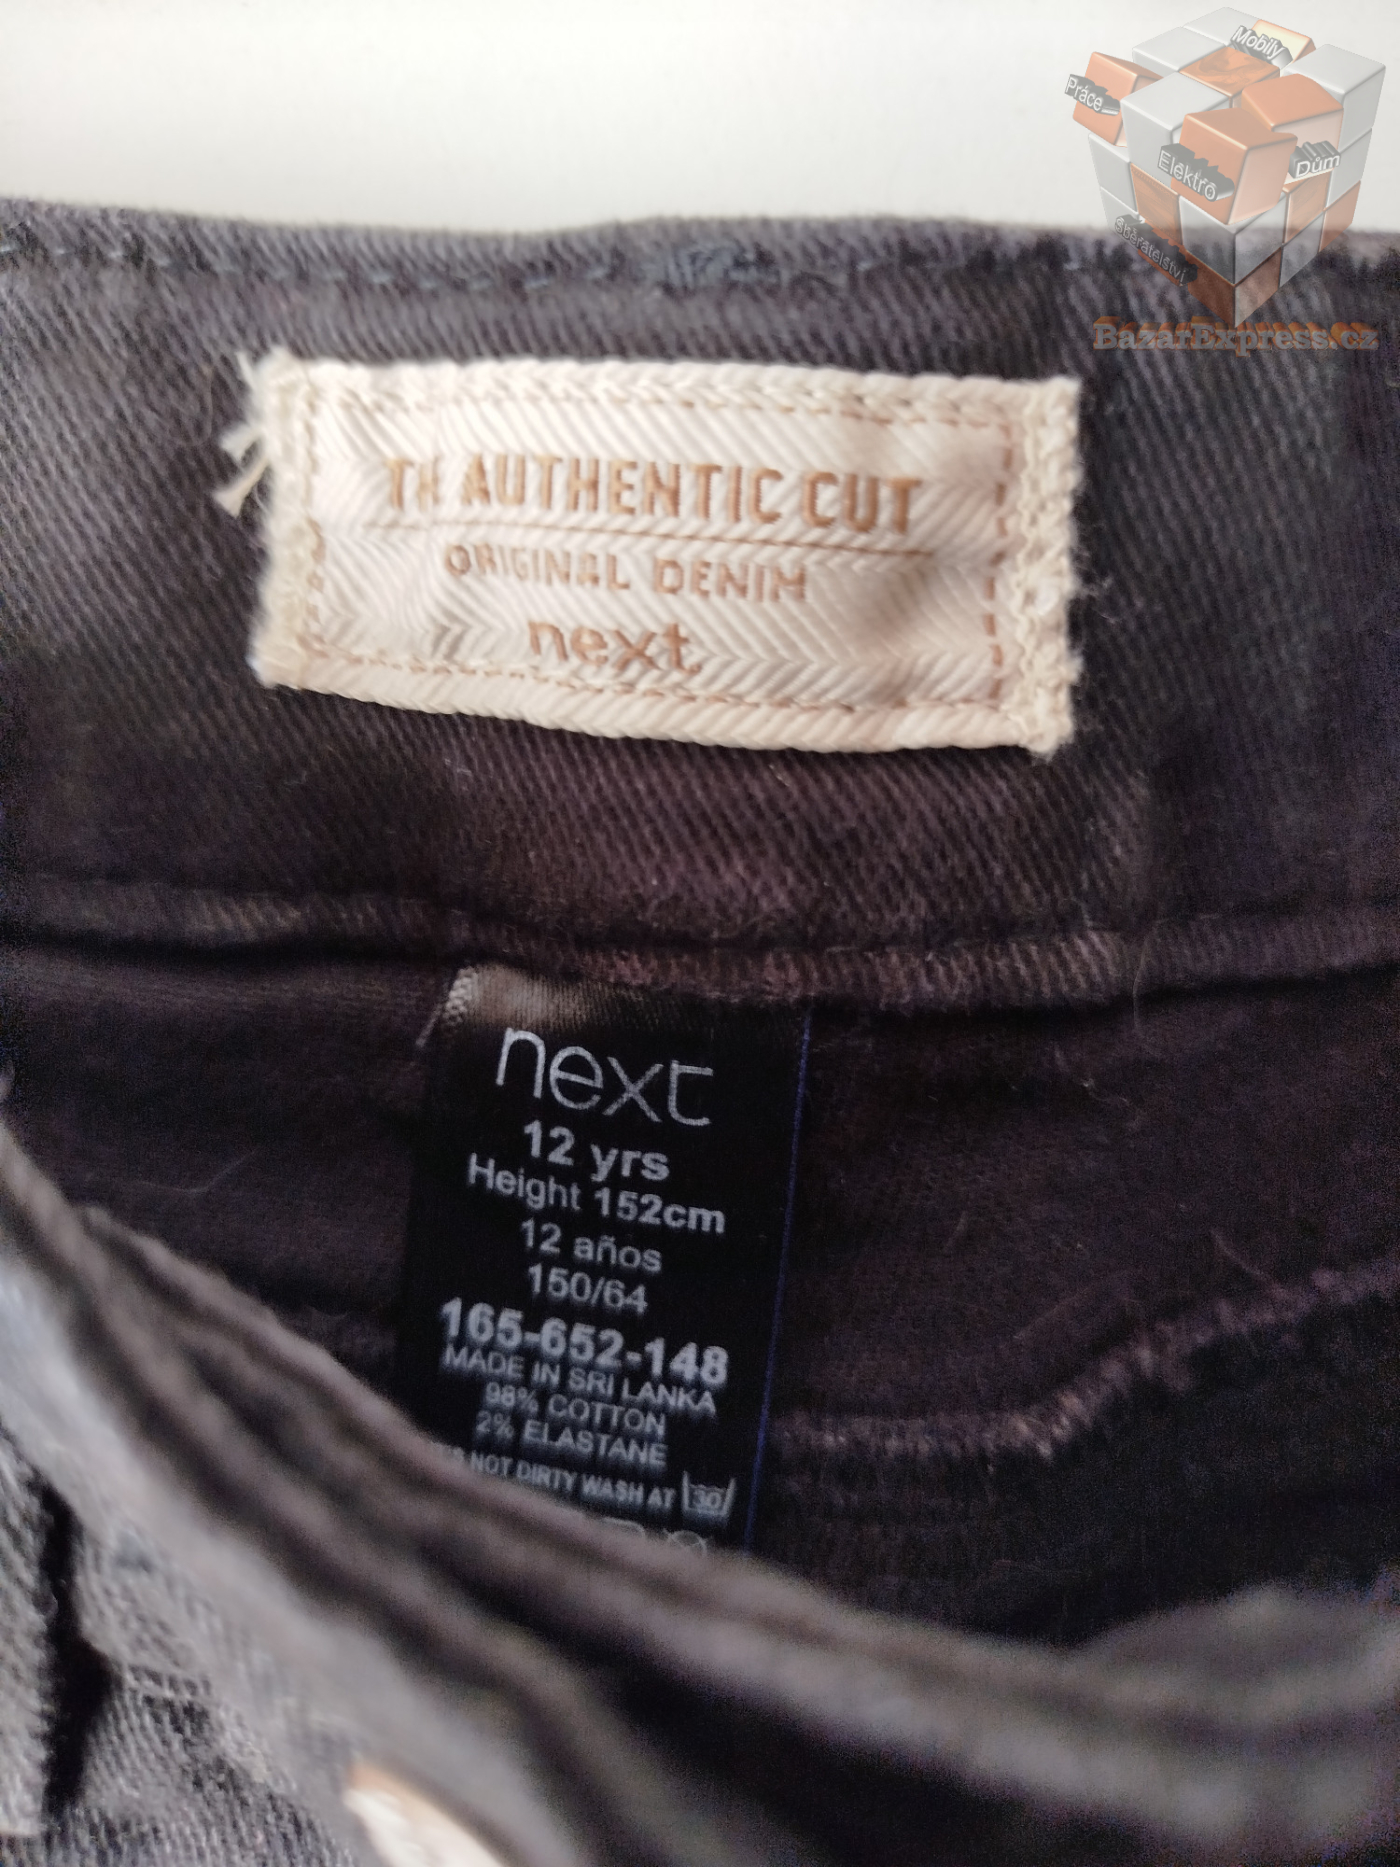 Mobily
Práce
Elektro
Dům
Sběratelství
BazarExpress.cz
TH AUTHENTIC CUT
ORIGINAL DENIM
next
next
12 yrs
Height 152cm
12 años
150/64
165-652-148
MADE IN SRI LANKA
98% COTTON
2% ELASTANE
NOT DIRTY WASH AT 30